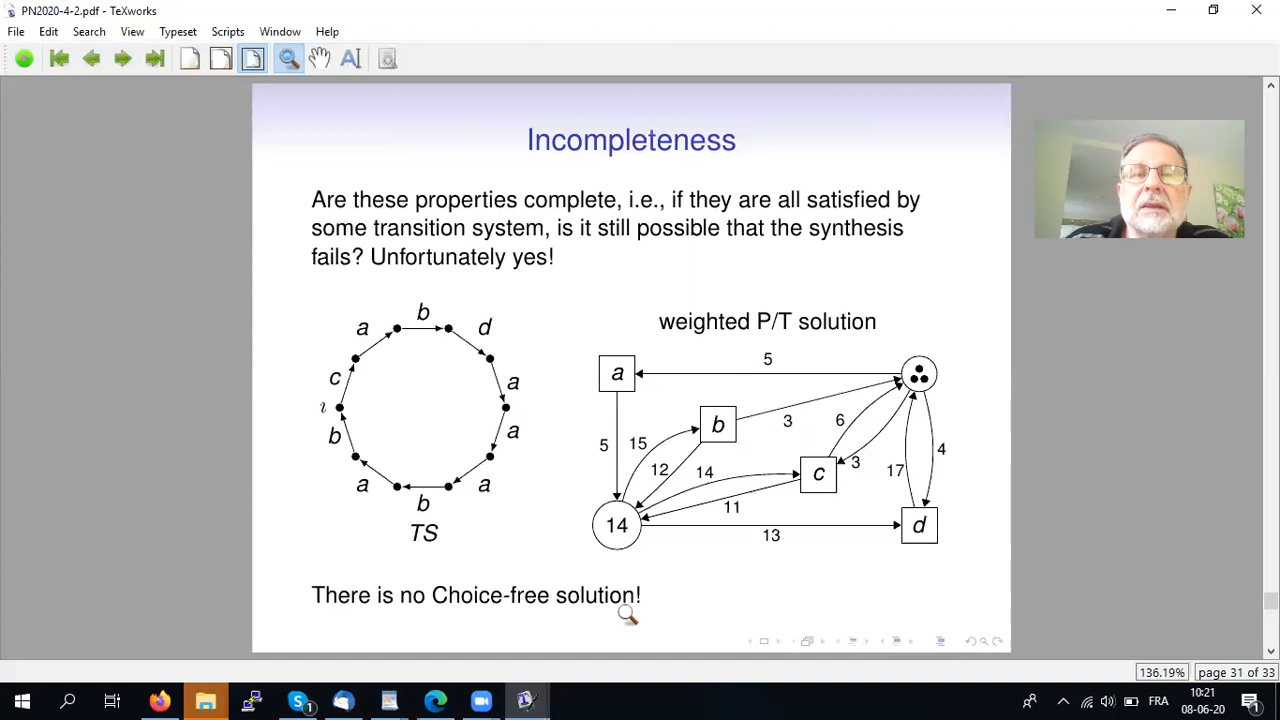 PN2020-4-2.pdf - TeXworks
File Edit Search View Typeset Scripts Window Help
Incompleteness
Are these properties complete, i.e., if they are all satisfied by
some transition system, is it still possible that the synthesis
fails? Unfortunately yes!
b
a
d
c
a
ı
a
b
a
a
b
TS
weighted P/T solution
a
5
b
3
6
4
5
15
12
14
c
3
17
11
14
13
d
There is no Choice-free solution!
136.19% page 31 of 33
FRA
10:21
08-06-20
1
1